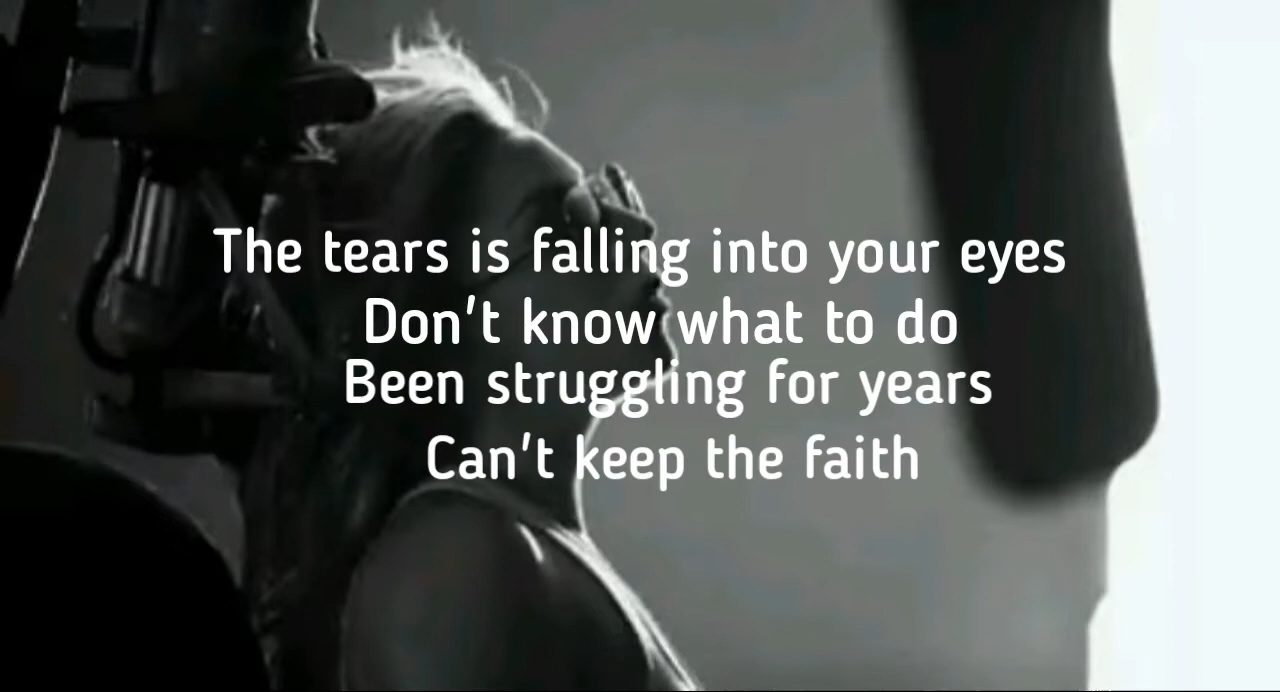 The tears is falling into your eyes
Don't know what to do
Been struggling for years
Can't keep the faith